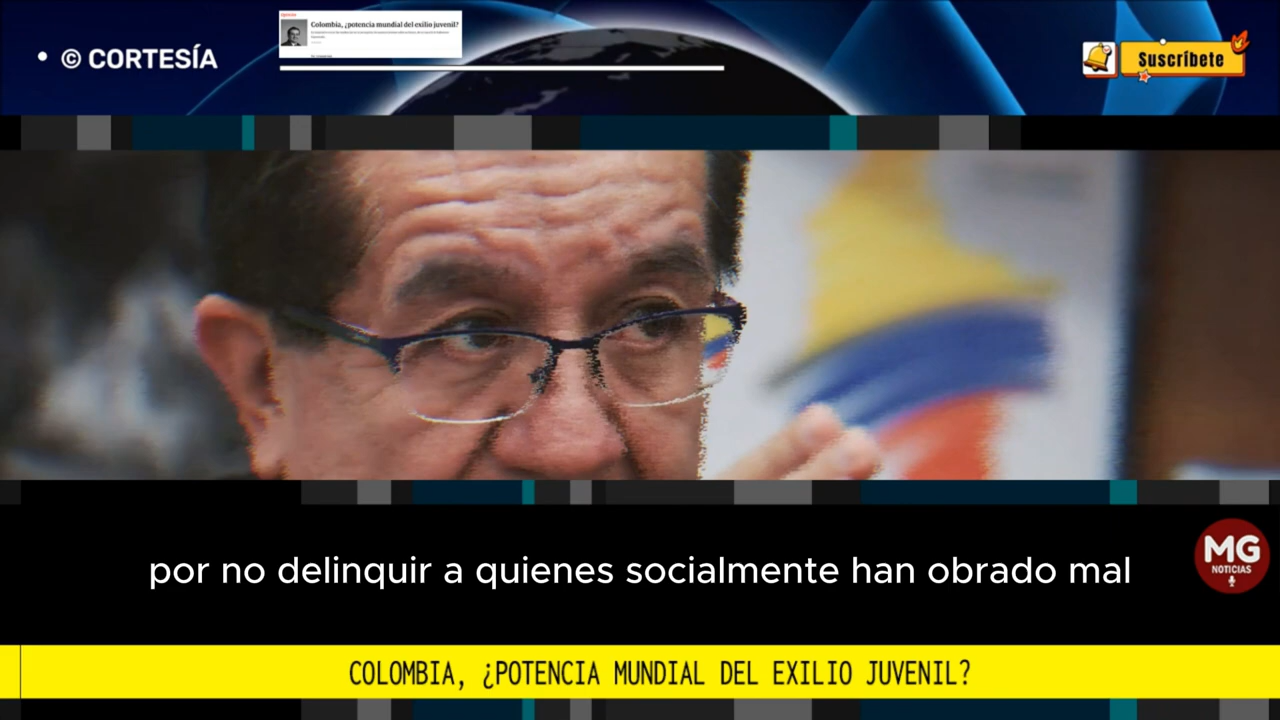 • © CORTESÍA
Colombia, ¿potencia mundial del exilio juvenil?
Suscríbete
por no delinquir a quienes socialmente han obrado mal
MG
NOTICIAS
COLOMBIA, ¿POTENCIA MUNDIAL DEL EXILIO JUVENIL?